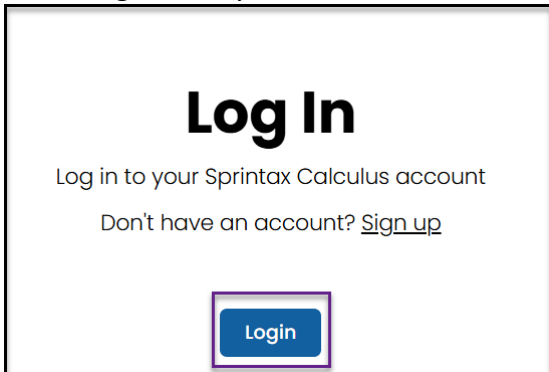 Log In
Log in to your Sprintax Calculus account
Don't have an account? Sign up
Login